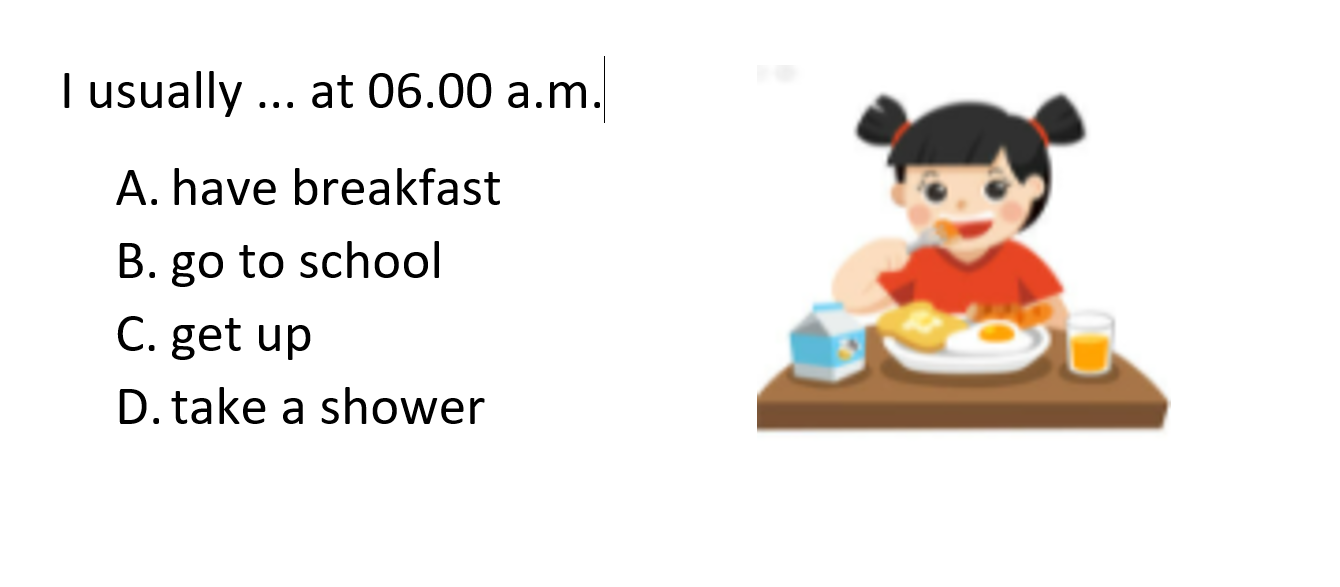 I usually ... at 06.00 a.m.
A. have breakfast
B. go to school
C. get up
D. take a shower